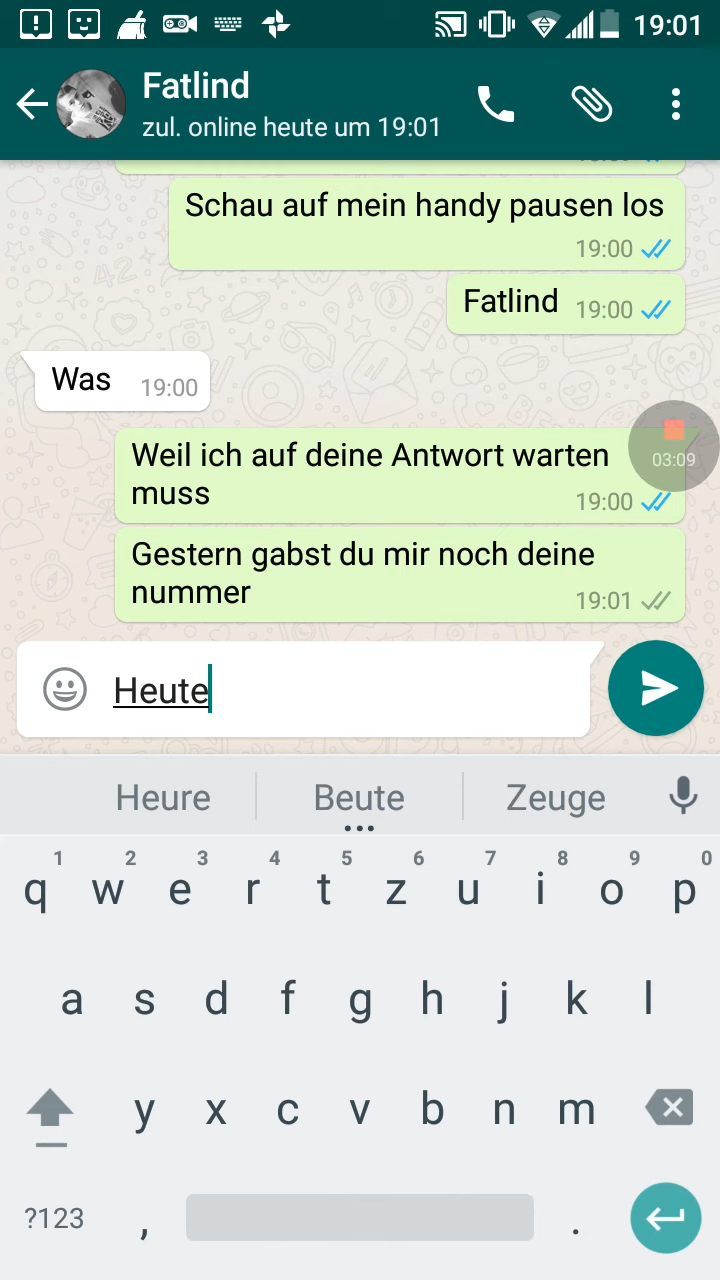 19:01
Fatlind
zul. online heute um 19:01
Schau auf mein handy pausen los
19:00
Fatlind 19:00
Was 19:00
Weil ich auf deine Antwort warten
muss 19:00
03:09
Gestern gabst du mir noch deine
nummer 19:01
Heute
Heure Beute Zeuge
1 2 3 4 5 6 7 8 9 0
q w e r t z u i o p
a s d f g h j k l
y x c v b n m
?123 , .